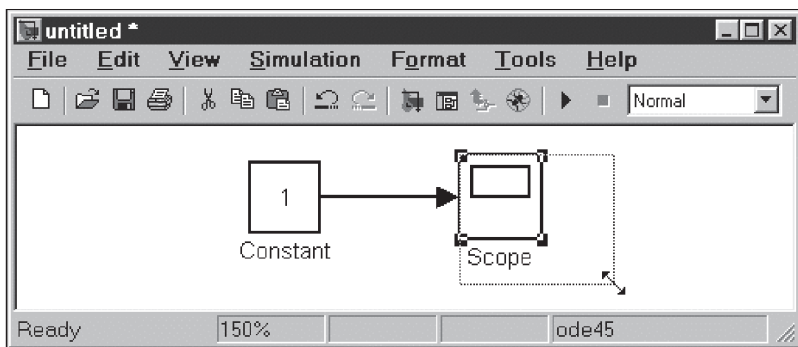 untitled *
File Edit View Simulation Format Tools Help
Normal
1
Constant
Scope
Ready 150% ode45